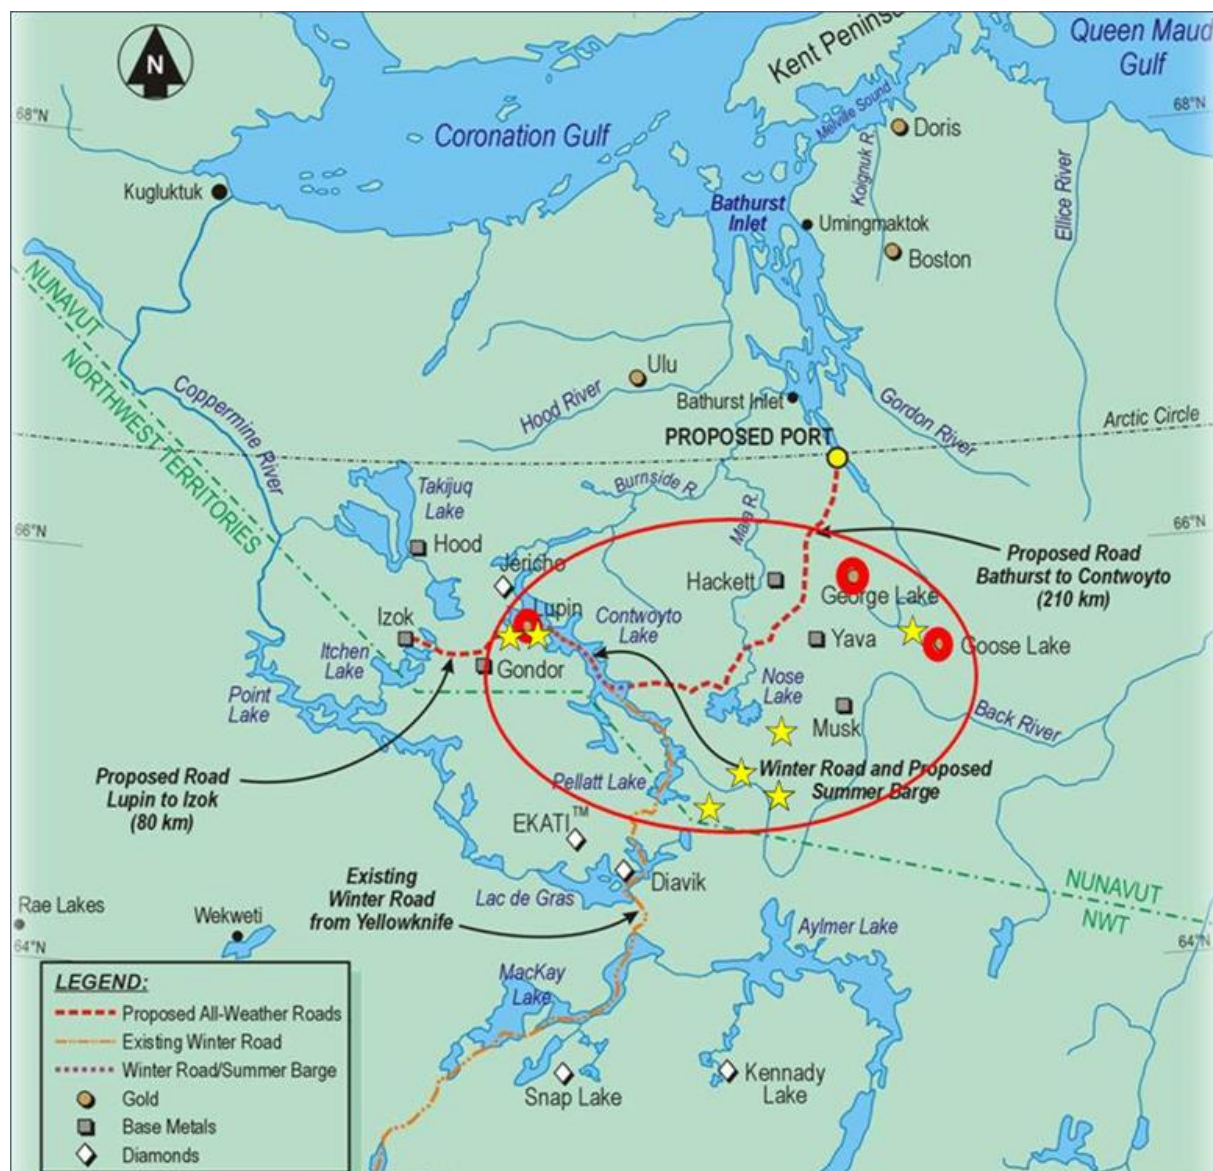 Queen Maud
Gulf
Kent Peninsu
N
68°N
68°N
Coronation Gulf
Melville Sound
Doris
Koignuk R.
Kugluktuk
Bathurst
Inlet
Umingmaktok
Ellice River
Boston
NUNAVUT
NORTHWEST TERRITORIES
Coppermine River
Ulu
Hood River
Bathurst Inlet
Gordon River
Arctic Circle
PROPOSED PORT
Takijuq
Lake
Burnside R.
Mara R.
66°N
66°N
Hood
Jericho
Hackett
Proposed Road
Bathurst to Contwoyto
(210 km)
George Lake
Lupin
Contwoyto
Lake
Izok
Itchen
Lake
Gondor
Yava
Goose Lake
Point
Lake
Nose
Lake
Musk
Back River
Proposed Road
Lupin to Izok
(80 km)
Pellatt Lake
Winter Road and Proposed
Summer Barge
EKATI™
Diavik
Existing
Winter Road
from Yellowknife
Lac de Gras
NUNAVUT
NWT
Rae Lakes
Wekweti
Aylmer Lake
64°N
64°N
MacKay
Lake
Snap Lake
Kennady
Lake
LEGEND:
Proposed All-Weather Roads
Existing Winter Road
Winter Road/Summer Barge
Gold
Base Metals
Diamonds